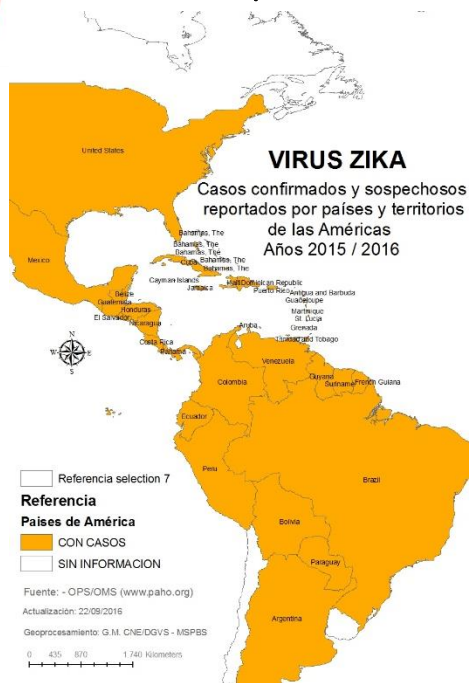 VIRUS ZIKA
Casos confirmados y sospechosos
reportados por países y territorios
de las Américas
Años 2015 / 2016
United States
Mexico
Bahamas, The
Bahamas, The
Bahamas, The
Cuba Bahamas, The
Bahamas, The
Cayman Islands
Jamaica
Haiti Dominican Republic
Puerto Rico
Antigua and Barbuda
Guadeloupe
Martinique
St. Lucia
Grenada
Trinidad and Tobago
Aruba
Belize
Guatemala
Honduras
El Salvador
Nicaragua
Costa Rica
Panama
N
W E
S
Venezuela
Colombia
Guyana
Suriname
French Guiana
Ecuador
Peru
Brazil
Bolivia
Paraguay
Argentina
Referencia selection 7
Referencia
Paises de América
CON CASOS
SIN INFORMACION
Fuente: - OPS/OMS (www.paho.org)
Actualización: 22/09/2016
Geoprocesamiento: G.M. CNE/DGVS - MSPBS
0 435 870 1 740 Kilometers